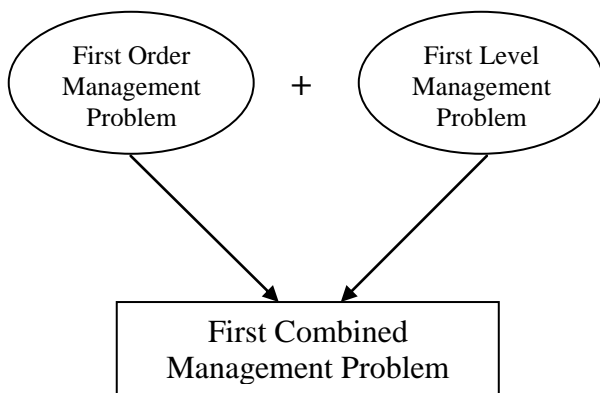 First Order
Management
Problem
+
First Level
Management
Problem
First Combined
Management Problem